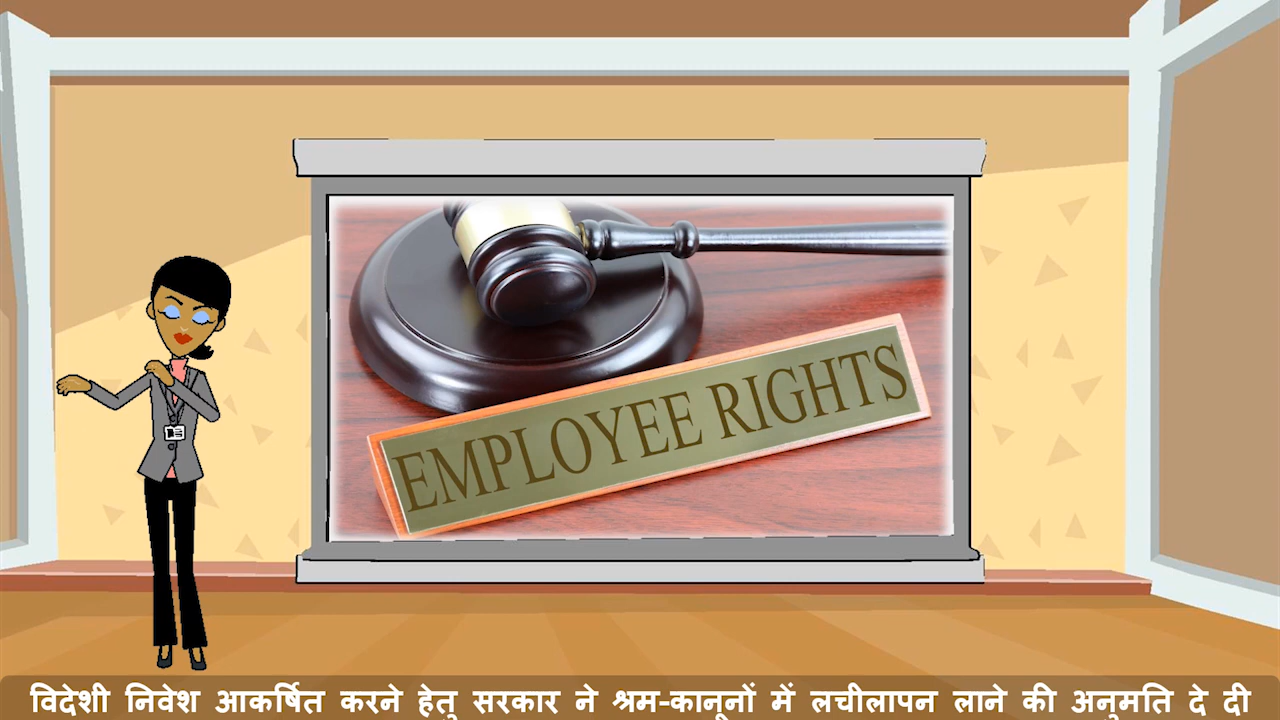 EMPLOYEE RIGHTS
विदेशी निवेश आकर्षित करने हेतु सरकार ने श्रम-कानूनों में लचीलापन लाने की अनुमति दे दी